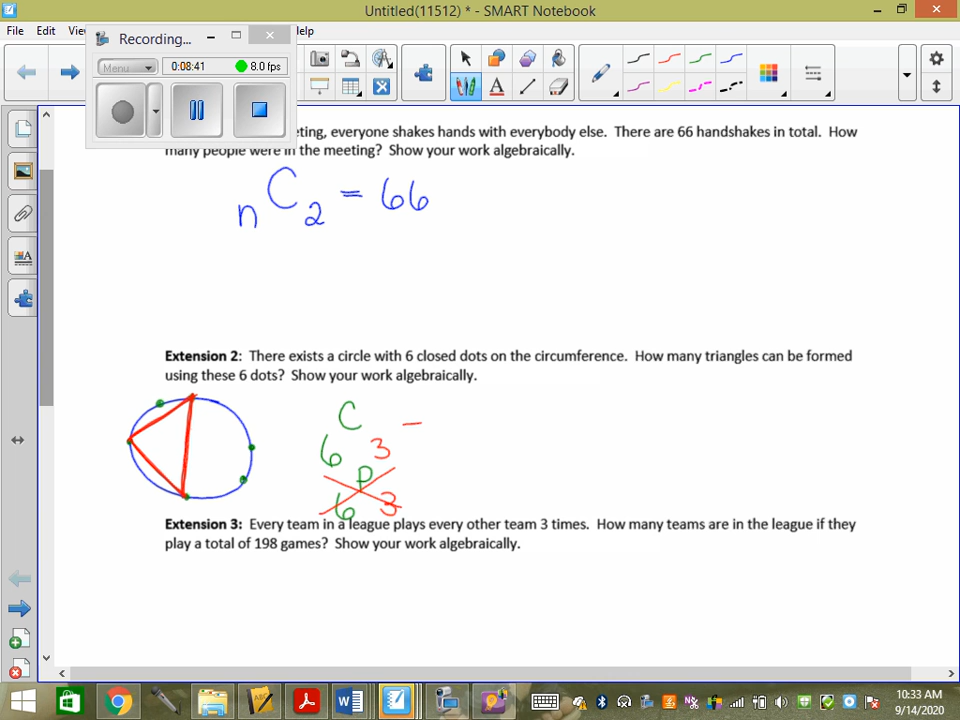 Untitled(11512) * - SMART Notebook
File Edit Vie
Recording...
elp
Menu
0:08:41
8.0 fps
eting, everyone shakes hands with everybody else. There are 66 handshakes in total. How
many people were in the meeting? Show your work algebraically.
n C 2 = 66
Extension 2: There exists a circle with 6 closed dots on the circumference. How many triangles can be formed
using these 6 dots? Show your work algebraically.
6 C 3 –
6 P 3
Extension 3: Every team in a league plays every other team 3 times. How many teams are in the league if they
play a total of 198 games? Show your work algebraically.
10:33 AM
9/14/2020